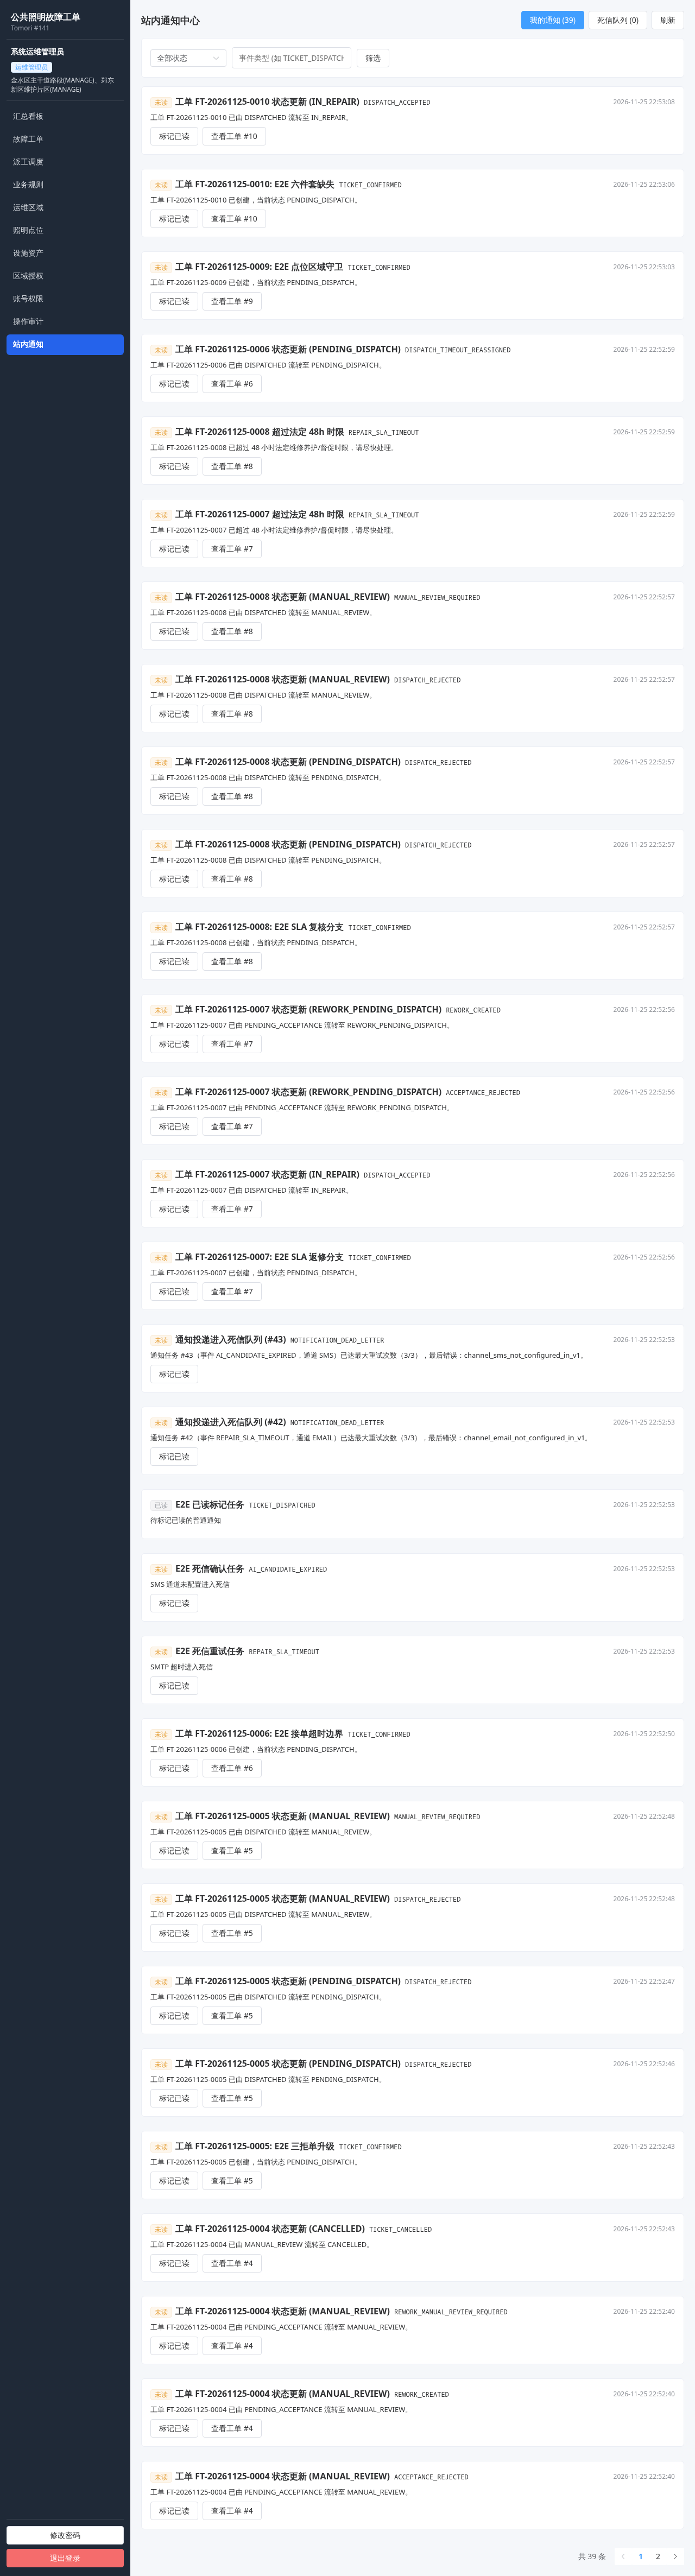 公共照明故障工单
Tomori #141
系统运维管理员
运维管理员
金水区主干道路段(MANAGE)、郑东
新区维护片区(MANAGE)
汇总看板
故障工单
派工调度
业务规则
运维区域
照明点位
设施资产
区域授权
账号权限
操作审计
站内通知
修改密码
退出登录
站内通知中心
我的通知 (39)
死信队列 (0)
刷新
全部状态
事件类型 (如 TICKET_DISPATCH
筛选
未读 工单 FT-20261125-0010 状态更新 (IN_REPAIR) DISPATCH_ACCEPTED 2026-11-25 22:53:08
工单 FT-20261125-0010 已由 DISPATCHED 流转至 IN_REPAIR。
标记已读 查看工单 #10
未读 工单 FT-20261125-0010: E2E 六件套缺失 TICKET_CONFIRMED 2026-11-25 22:53:06
工单 FT-20261125-0010 已创建，当前状态 PENDING_DISPATCH。
标记已读 查看工单 #10
未读 工单 FT-20261125-0009: E2E 点位区域守卫 TICKET_CONFIRMED 2026-11-25 22:53:03
工单 FT-20261125-0009 已创建，当前状态 PENDING_DISPATCH。
标记已读 查看工单 #9
未读 工单 FT-20261125-0006 状态更新 (PENDING_DISPATCH) DISPATCH_TIMEOUT_REASSIGNED 2026-11-25 22:52:59
工单 FT-20261125-0006 已由 DISPATCHED 流转至 PENDING_DISPATCH。
标记已读 查看工单 #6
未读 工单 FT-20261125-0008 超过法定 48h 时限 REPAIR_SLA_TIMEOUT 2026-11-25 22:52:59
工单 FT-20261125-0008 已超过 48 小时法定维修养护/督促时限，请尽快处理。
标记已读 查看工单 #8
未读 工单 FT-20261125-0007 超过法定 48h 时限 REPAIR_SLA_TIMEOUT 2026-11-25 22:52:59
工单 FT-20261125-0007 已超过 48 小时法定维修养护/督促时限，请尽快处理。
标记已读 查看工单 #7
未读 工单 FT-20261125-0008 状态更新 (MANUAL_REVIEW) MANUAL_REVIEW_REQUIRED 2026-11-25 22:52:57
工单 FT-20261125-0008 已由 DISPATCHED 流转至 MANUAL_REVIEW。
标记已读 查看工单 #8
未读 工单 FT-20261125-0008 状态更新 (MANUAL_REVIEW) DISPATCH_REJECTED 2026-11-25 22:52:57
工单 FT-20261125-0008 已由 DISPATCHED 流转至 MANUAL_REVIEW。
标记已读 查看工单 #8
未读 工单 FT-20261125-0008 状态更新 (PENDING_DISPATCH) DISPATCH_REJECTED 2026-11-25 22:52:57
工单 FT-20261125-0008 已由 DISPATCHED 流转至 PENDING_DISPATCH。
标记已读 查看工单 #8
未读 工单 FT-20261125-0008 状态更新 (PENDING_DISPATCH) DISPATCH_REJECTED 2026-11-25 22:52:57
工单 FT-20261125-0008 已由 DISPATCHED 流转至 PENDING_DISPATCH。
标记已读 查看工单 #8
未读 工单 FT-20261125-0008: E2E SLA 复核分支 TICKET_CONFIRMED 2026-11-25 22:52:57
工单 FT-20261125-0008 已创建，当前状态 PENDING_DISPATCH。
标记已读 查看工单 #8
未读 工单 FT-20261125-0007 状态更新 (REWORK_PENDING_DISPATCH) REWORK_CREATED 2026-11-25 22:52:56
工单 FT-20261125-0007 已由 PENDING_ACCEPTANCE 流转至 REWORK_PENDING_DISPATCH。
标记已读 查看工单 #7
未读 工单 FT-20261125-0007 状态更新 (REWORK_PENDING_DISPATCH) ACCEPTANCE_REJECTED 2026-11-25 22:52:56
工单 FT-20261125-0007 已由 PENDING_ACCEPTANCE 流转至 REWORK_PENDING_DISPATCH。
标记已读 查看工单 #7
未读 工单 FT-20261125-0007 状态更新 (IN_REPAIR) DISPATCH_ACCEPTED 2026-11-25 22:52:56
工单 FT-20261125-0007 已由 DISPATCHED 流转至 IN_REPAIR。
标记已读 查看工单 #7
未读 工单 FT-20261125-0007: E2E SLA 返修分支 TICKET_CONFIRMED 2026-11-25 22:52:56
工单 FT-20261125-0007 已创建，当前状态 PENDING_DISPATCH。
标记已读 查看工单 #7
未读 通知投递进入死信队列 (#43) NOTIFICATION_DEAD_LETTER 2026-11-25 22:52:53
通知任务 #43（事件 AI_CANDIDATE_EXPIRED，通道 SMS）已达最大重试次数（3/3），最后错误：channel_sms_not_configured_in_v1。
标记已读
未读 通知投递进入死信队列 (#42) NOTIFICATION_DEAD_LETTER 2026-11-25 22:52:53
通知任务 #42（事件 REPAIR_SLA_TIMEOUT，通道 EMAIL）已达最大重试次数（3/3），最后错误：channel_email_not_configured_in_v1。
标记已读
已读 E2E 已读标记任务 TICKET_DISPATCHED 2026-11-25 22:52:53
待标记已读的普通通知
未读 E2E 死信确认任务 AI_CANDIDATE_EXPIRED 2026-11-25 22:52:53
SMS 通道未配置进入死信
标记已读
未读 E2E 死信重试任务 REPAIR_SLA_TIMEOUT 2026-11-25 22:52:53
SMTP 超时进入死信
标记已读
未读 工单 FT-20261125-0006: E2E 接单超时边界 TICKET_CONFIRMED 2026-11-25 22:52:50
工单 FT-20261125-0006 已创建，当前状态 PENDING_DISPATCH。
标记已读 查看工单 #6
未读 工单 FT-20261125-0005 状态更新 (MANUAL_REVIEW) MANUAL_REVIEW_REQUIRED 2026-11-25 22:52:48
工单 FT-20261125-0005 已由 DISPATCHED 流转至 MANUAL_REVIEW。
标记已读 查看工单 #5
未读 工单 FT-20261125-0005 状态更新 (MANUAL_REVIEW) DISPATCH_REJECTED 2026-11-25 22:52:48
工单 FT-20261125-0005 已由 DISPATCHED 流转至 MANUAL_REVIEW。
标记已读 查看工单 #5
未读 工单 FT-20261125-0005 状态更新 (PENDING_DISPATCH) DISPATCH_REJECTED 2026-11-25 22:52:47
工单 FT-20261125-0005 已由 DISPATCHED 流转至 PENDING_DISPATCH。
标记已读 查看工单 #5
未读 工单 FT-20261125-0005 状态更新 (PENDING_DISPATCH) DISPATCH_REJECTED 2026-11-25 22:52:46
工单 FT-20261125-0005 已由 DISPATCHED 流转至 PENDING_DISPATCH。
标记已读 查看工单 #5
未读 工单 FT-20261125-0005: E2E 三拒单升级 TICKET_CONFIRMED 2026-11-25 22:52:43
工单 FT-20261125-0005 已创建，当前状态 PENDING_DISPATCH。
标记已读 查看工单 #5
未读 工单 FT-20261125-0004 状态更新 (CANCELLED) TICKET_CANCELLED 2026-11-25 22:52:43
工单 FT-20261125-0004 已由 MANUAL_REVIEW 流转至 CANCELLED。
标记已读 查看工单 #4
未读 工单 FT-20261125-0004 状态更新 (MANUAL_REVIEW) REWORK_MANUAL_REVIEW_REQUIRED 2026-11-25 22:52:40
工单 FT-20261125-0004 已由 PENDING_ACCEPTANCE 流转至 MANUAL_REVIEW。
标记已读 查看工单 #4
未读 工单 FT-20261125-0004 状态更新 (MANUAL_REVIEW) REWORK_CREATED 2026-11-25 22:52:40
工单 FT-20261125-0004 已由 PENDING_ACCEPTANCE 流转至 MANUAL_REVIEW。
标记已读 查看工单 #4
未读 工单 FT-20261125-0004 状态更新 (MANUAL_REVIEW) ACCEPTANCE_REJECTED 2026-11-25 22:52:40
工单 FT-20261125-0004 已由 PENDING_ACCEPTANCE 流转至 MANUAL_REVIEW。
标记已读 查看工单 #4
共 39 条 1 2